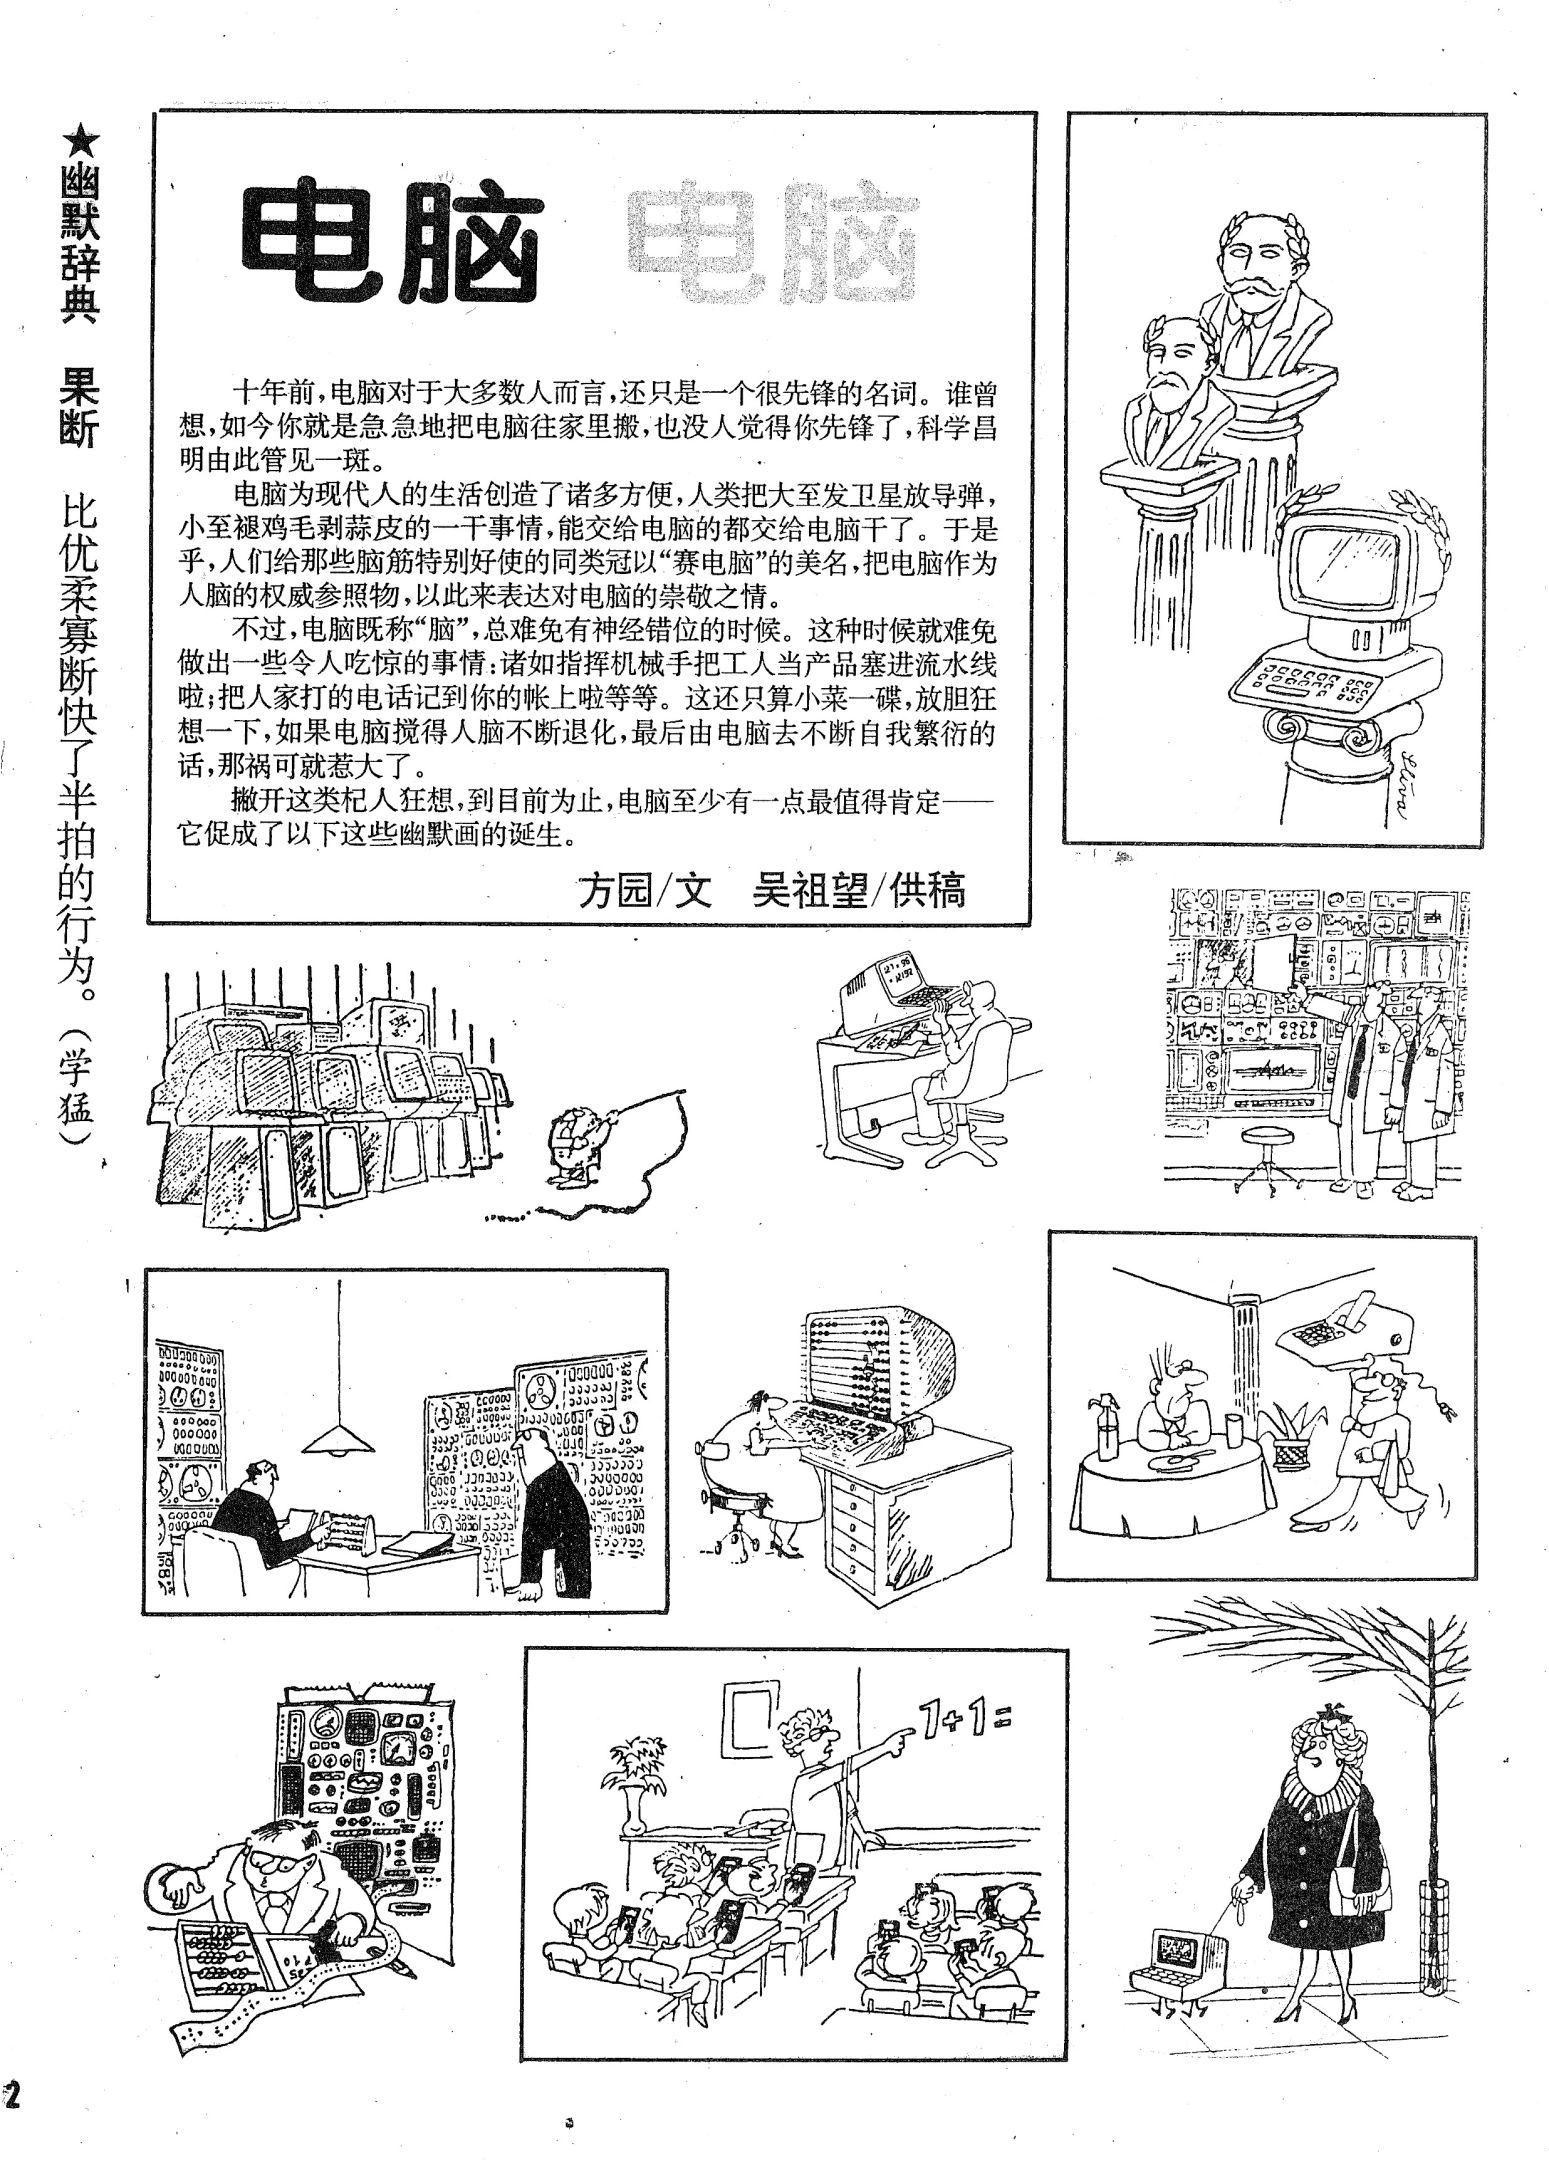 ★幽默辞典 果断 比优柔寡断快了半拍的行为。(学猛)
电脑 电脑
十年前,电脑对于大多数人而言,还只是一个很先锋的名词。谁曾
想,如今你就是急急地把电脑往家里搬,也没人觉得你先锋了,科学昌
明由此管见一斑。
电脑为现代人的生活创造了诸多方便,人类把大至发卫星放导弹,
小至褪鸡毛剥蒜皮的一干事情,能交给电脑的都交给电脑干了。于是
乎,人们给那些脑筋特别好使的同类冠以“赛电脑”的美名,把电脑作为
人脑的权威参照物,以此来表达对电脑的崇敬之情。
不过,电脑既称“脑”,总难免有神经错位的时候。这种时候就难免
做出一些令人吃惊的事情:诸如指挥机械手把工人当产品塞进流水线
啦;把人家打的电话记到你的帐上啦等等。这还只算小菜一碟,放胆狂
想一下,如果电脑搅得人脑不断退化,最后由电脑去不断自我繁衍的
话,那祸可就惹大了。
撇开这类杞人狂想,到目前为止,电脑至少有一点最值得肯定——
它促成了以下这些幽默画的诞生。
方园/文 吴祖望/供稿
1+1=
2